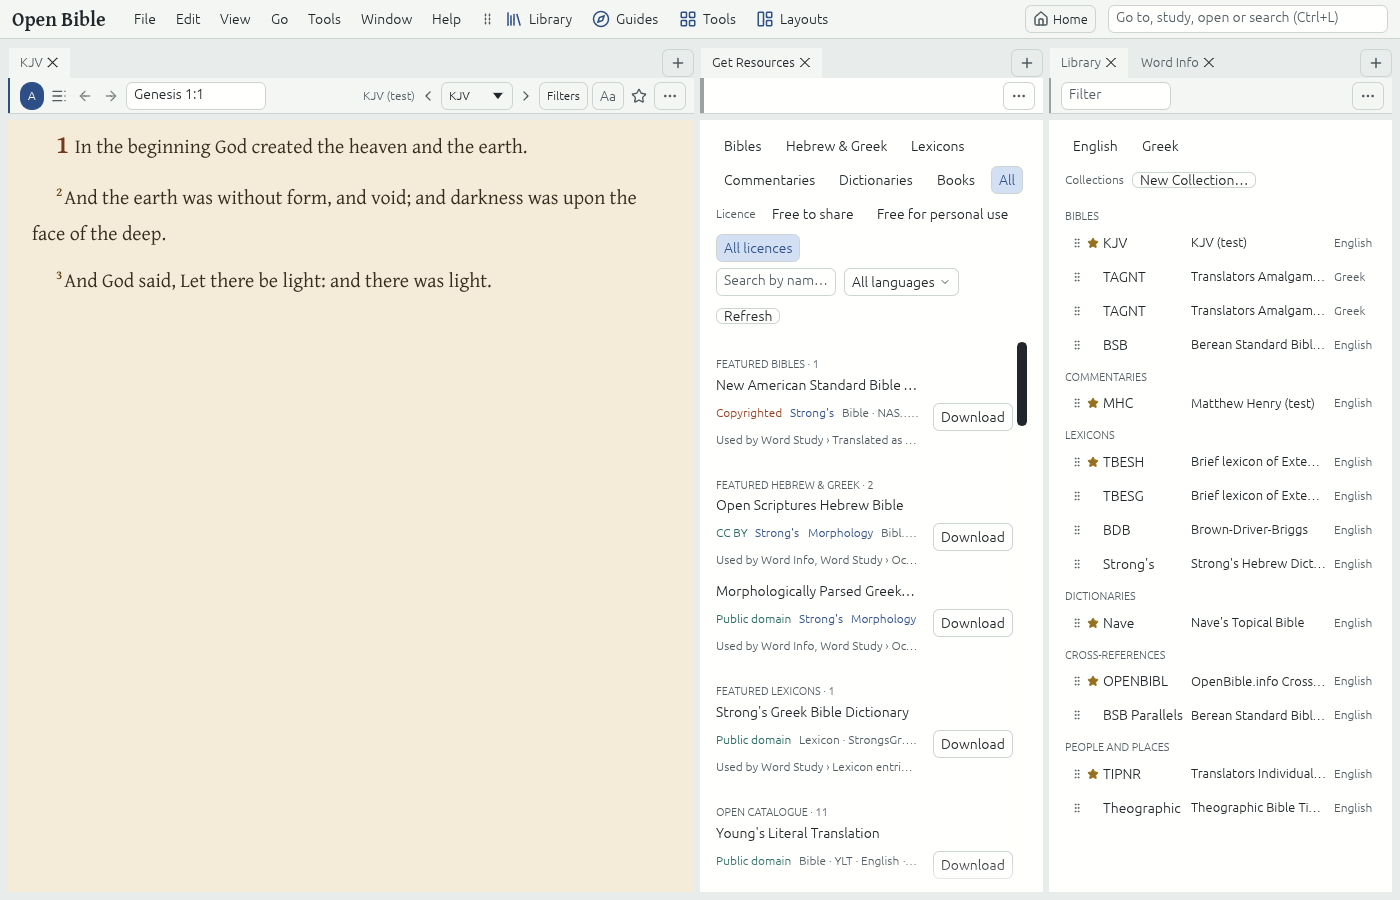 Open Bible File Edit View Go Tools Window Help Library Guides Tools Layouts Home Go to, study, open or search (Ctrl+L)
KJV
A Genesis 1:1 KJV (test) KJV Filters Aa
1 In the beginning God created the heaven and the earth.
2 And the earth was without form, and void; and darkness was upon the
face of the deep.
3 And God said, Let there be light: and there was light.
Get Resources
Bibles Hebrew & Greek Lexicons
Commentaries Dictionaries Books All
Licence Free to share Free for personal use
All licences
Search by nam... All languages
Refresh
FEATURED BIBLES · 1
New American Standard Bible ...
Copyrighted Strong's Bible · NAS.... Download
Used by Word Study › Translated as ...
FEATURED HEBREW & GREEK · 2
Open Scriptures Hebrew Bible
CC BY Strong's Morphology Bibl.... Download
Used by Word Info, Word Study › Oc...
Morphologically Parsed Greek...
Public domain Strong's Morphology Download
Used by Word Info, Word Study › Oc...
FEATURED LEXICONS · 1
Strong's Greek Bible Dictionary
Public domain Lexicon · StrongsGr.... Download
Used by Word Study › Lexicon entri...
OPEN CATALOGUE · 11
Young's Literal Translation
Public domain Bible · YLT · English ·... Download
Library Word Info
Filter
English Greek
Collections New Collection...
BIBLES
KJV KJV (test) English
TAGNT Translators Amalgam... Greek
TAGNT Translators Amalgam... Greek
BSB Berean Standard Bibl... English
COMMENTARIES
MHC Matthew Henry (test) English
LEXICONS
TBESH Brief lexicon of Exte... English
TBESG Brief lexicon of Exte... English
BDB Brown-Driver-Briggs English
Strong's Strong's Hebrew Dict... English
DICTIONARIES
Nave Nave's Topical Bible English
CROSS-REFERENCES
OPENBIBL OpenBible.info Cross... English
BSB Parallels Berean Standard Bibl... English
PEOPLE AND PLACES
TIPNR Translators Individual... English
Theographic Theographic Bible Ti... English